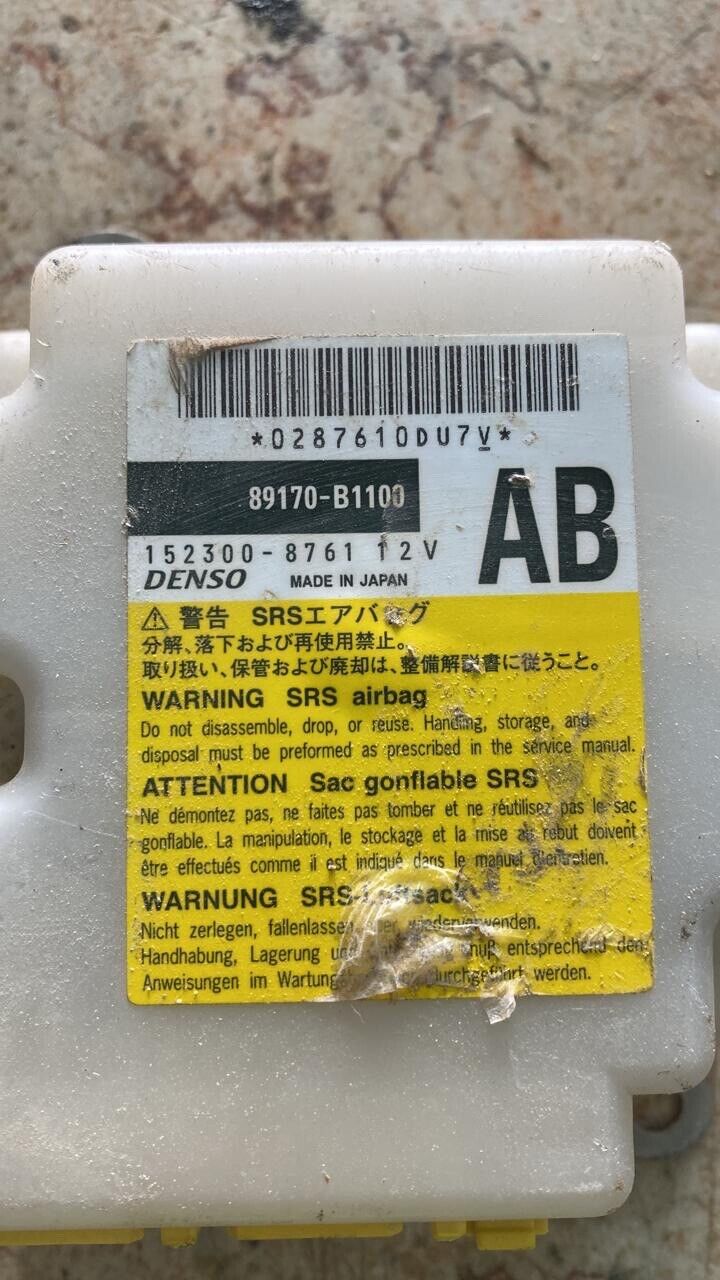 *0287610DU7V*
89170-B1100
AB
152300-8761 12V
DENSO MADE IN JAPAN
⚠ 警告 SRSエアバッグ
分解、落下および再使用禁止。
取り扱い、保管および廃却は、整備解説書に従うこと。
WARNING SRS airbag
Do not disassemble, drop, or reuse. Handling, storage, and
disposal must be preformed as prescribed in the service manual.
ATTENTION Sac gonflable SRS
Ne démontez pas, ne faites pas tomber et ne réutilisez pas le sac
gonflable. La manipulation, le stockage et la mise au rebut doivent
être effectués comme il est indiqué dans le manuel d'entretien.
WARNUNG SRS-Luftsack
Nicht zerlegen, fallenlassen oder wiederverwenden.
Handhabung, Lagerung und muß entsprechend den
Anweisungen im durchgeführt werden.